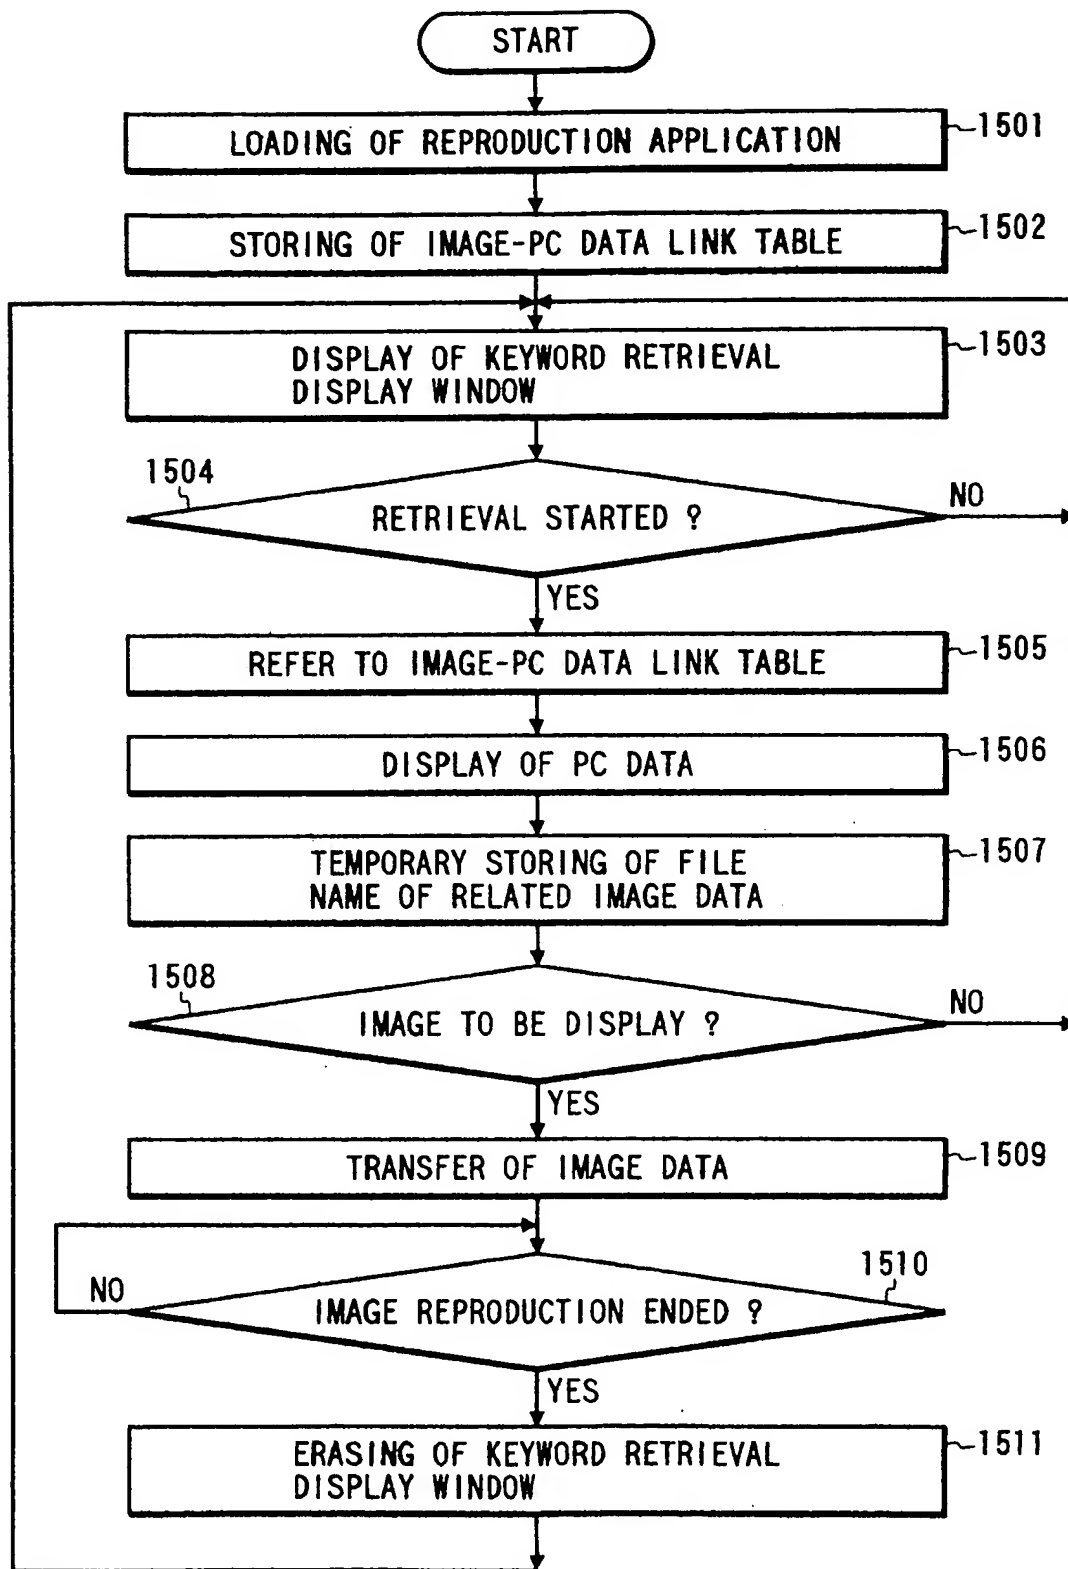 START
LOADING OF REPRODUCTION APPLICATION
1501
STORING OF IMAGE-PC DATA LINK TABLE
1502
DISPLAY OF KEYWORD RETRIEVAL
DISPLAY WINDOW
1503
1504
RETRIEVAL STARTED ?
NO
YES
REFER TO IMAGE-PC DATA LINK TABLE
1505
DISPLAY OF PC DATA
1506
TEMPORARY STORING OF FILE
NAME OF RELATED IMAGE DATA
1507
1508
IMAGE TO BE DISPLAY ?
NO
YES
TRANSFER OF IMAGE DATA
1509
1510
NO
IMAGE REPRODUCTION ENDED ?
YES
ERASING OF KEYWORD RETRIEVAL
DISPLAY WINDOW
1511